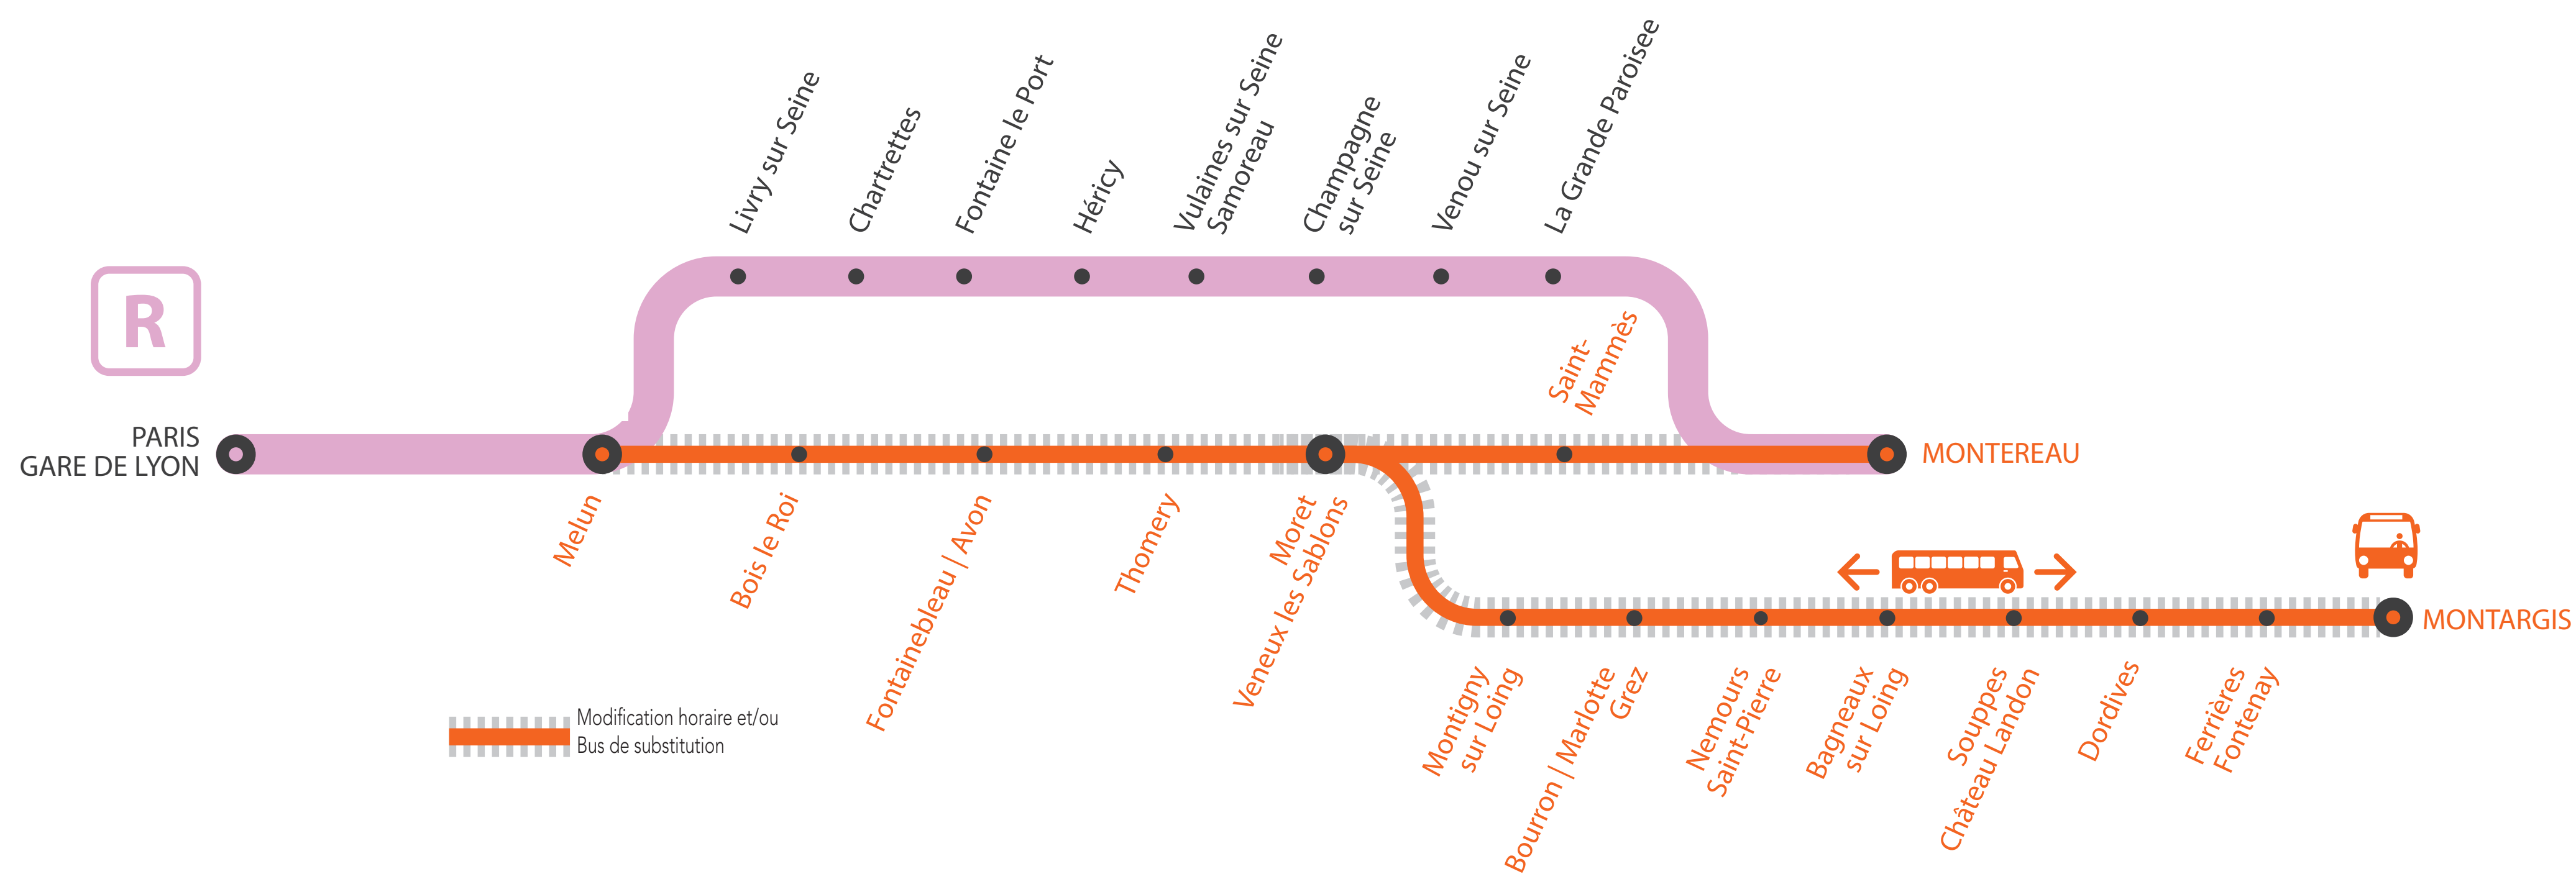 Livry sur Seine
Chartrettes
Fontaine le Port
Héricy
Vulaines sur Seine
Samoreau
Champagne
sur Seine
Venou sur Seine
La Grande Paroisee
R
PARIS
GARE DE LYON
Saint-
Mammès
MONTEREAU
Melun
Bois le Roi
Fontainebleau | Avon
Thomery
Moret
Veneux les Sablons
MONTARGIS
Montigny
sur Loing
Bourron | Marlotte
Grez
Nemours
Saint-Pierre
Bagneaux
sur Loing
Souppes
Château Landon
Dordives
Ferrières
Fontenay
Modification horaire et/ou
Bus de substitution